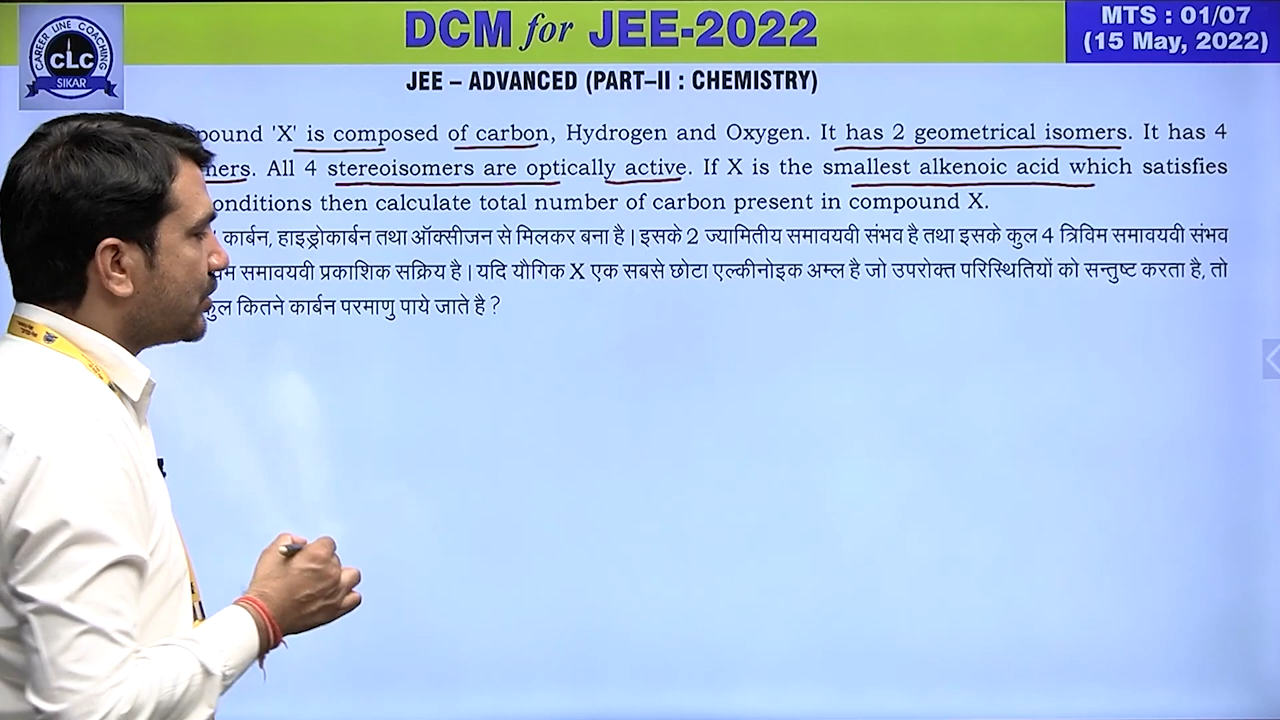 DCM for JEE-2022
MTS : 01/07
(15 May, 2022)
CAREER LINE COACHING
CLC
SIKAR
JEE – ADVANCED (PART–II : CHEMISTRY)
'X' is composed of carbon, Hydrogen and Oxygen. It has 2 geometrical isomers. It has 4
All 4 stereoisomers are optically active. If X is the smallest alkenoic acid which satisfies
then calculate total number of carbon present in compound X.
कार्बन, हाइड्रोकार्बन तथा ऑक्सीजन से मिलकर बना है। इसके 2 ज्यामितीय समावयवी संभव है तथा इसके कुल 4 त्रिविम समावयवी संभव
समावयवी प्रकाशिक सक्रिय है। यदि यौगिक X एक सबसे छोटा एल्कीनोइक अम्ल है जो उपरोक्त परिस्थितियों को सन्तुष्ट करता है, तो
कितने कार्बन परमाणु पाये जाते है ?